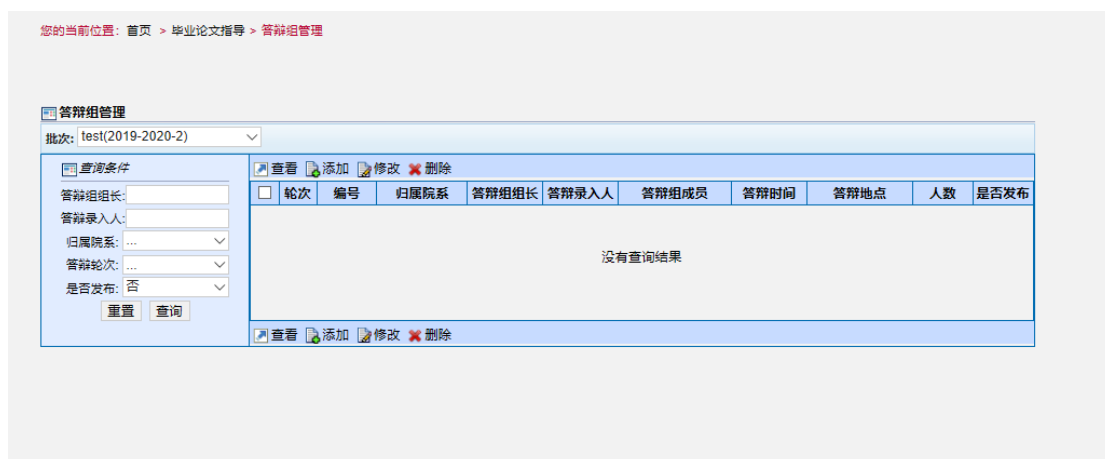 您的当前位置：首页 > 毕业论文指导 > 答辩组管理
答辩组管理
批次: test(2019-2020-2)
查询条件
答辩组组长:
答辩录入人:
归属院系: ...
答辩轮次: ...
是否发布: 否
重置 查询
查看 添加 修改 删除
轮次 编号 归属院系 答辩组组长 答辩录入人 答辩组成员 答辩时间 答辩地点 人数 是否发布
没有查询结果
查看 添加 修改 删除